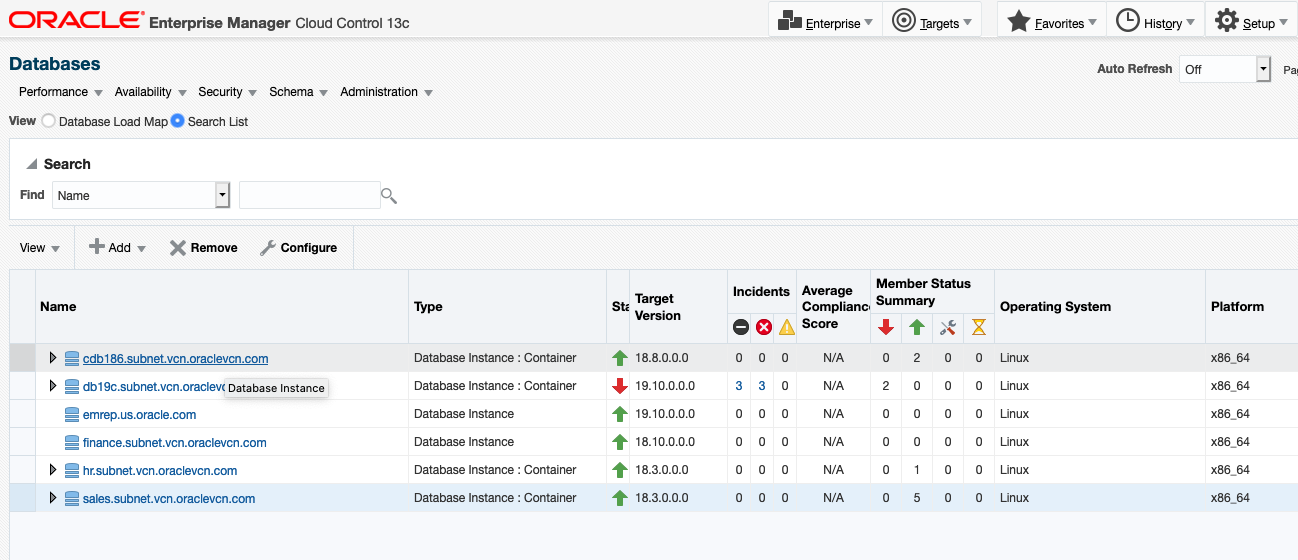 ORACLE® Enterprise Manager Cloud Control 13c Enterprise Targets Favorites History Setup
Databases
Auto Refresh Off Pag
Performance Availability Security Schema Administration
View Database Load Map Search List
Search
Find Name
View Add Remove Configure
Name Type Sta Target Version Incidents Average Compliance Score Member Status Summary Operating System Platform
cdb186.subnet.vcn.oraclevcn.com Database Instance : Container 18.8.0.0.0 0 0 0 N/A 0 2 0 0 Linux x86_64
db19c.subnet.vcn.oraclevc Database Instance : Container 19.10.0.0.0 3 3 0 N/A 2 0 0 0 Linux x86_64
Database Instance
emrep.us.oracle.com Database Instance 19.10.0.0.0 0 0 0 N/A 0 0 0 0 Linux x86_64
finance.subnet.vcn.oraclevcn.com Database Instance 18.10.0.0.0 0 0 0 N/A 0 0 0 0 Linux x86_64
hr.subnet.vcn.oraclevcn.com Database Instance : Container 18.3.0.0.0 0 0 0 N/A 0 1 0 0 Linux x86_64
sales.subnet.vcn.oraclevcn.com Database Instance : Container 18.3.0.0.0 0 0 0 N/A 0 5 0 0 Linux x86_64